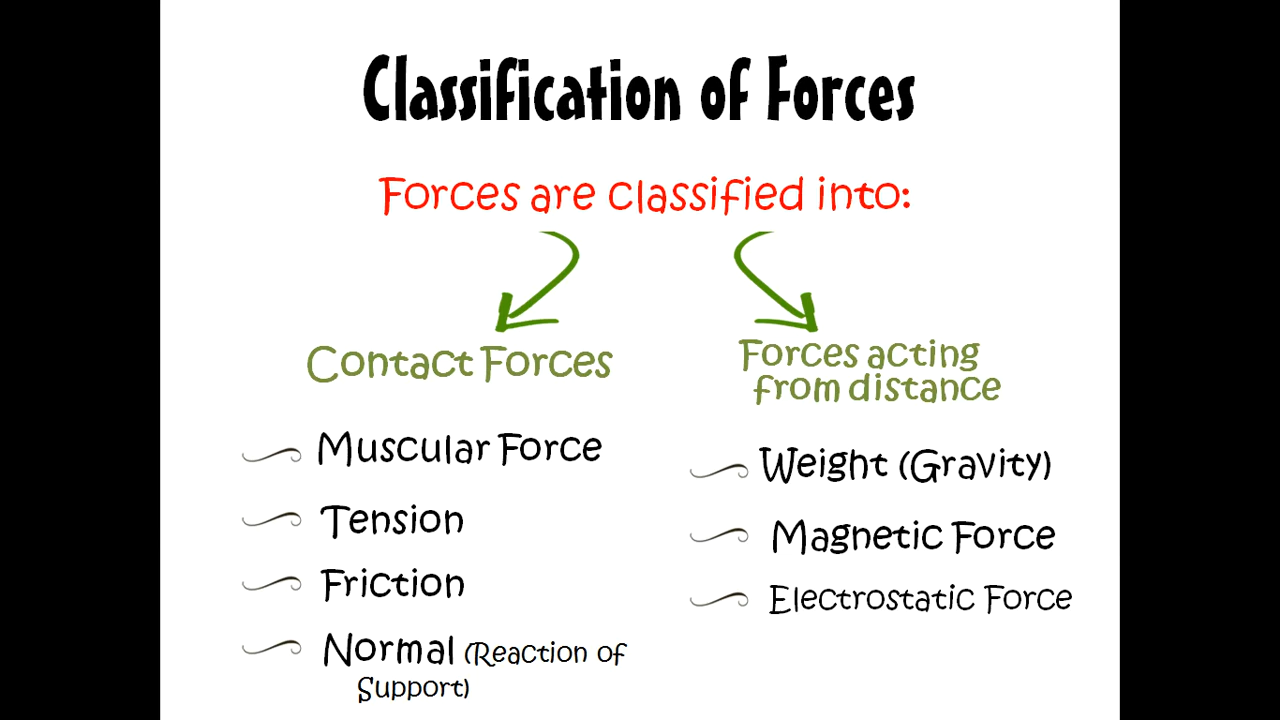 Classification of Forces
Forces are classified into:
Contact Forces
Muscular Force
Tension
Friction
Normal (Reaction of
Support)
Forces acting
from distance
Weight (Gravity)
Magnetic Force
Electrostatic Force